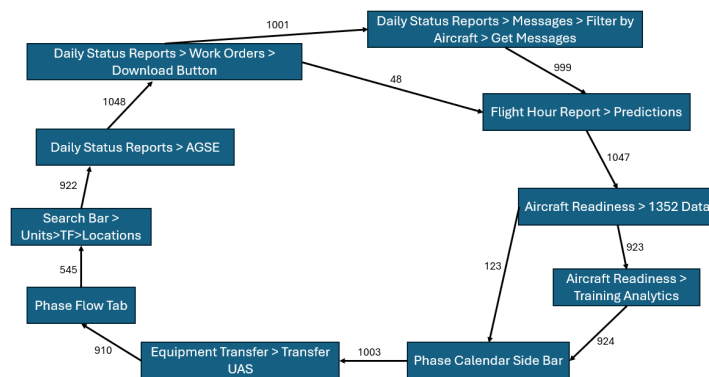 1001
Daily Status Reports > Messages > Filter by
Aircraft > Get Messages
Daily Status Reports > Work Orders >
Download Button
999
48
1048
Flight Hour Report > Predictions
Daily Status Reports > AGSE
1047
922
Aircraft Readiness > 1352 Data
Search Bar >
Units>TF>Locations
923
123
545
Aircraft Readiness >
Training Analytics
Phase Flow Tab
924
910
Equipment Transfer > Transfer
UAS
1003
Phase Calendar Side Bar